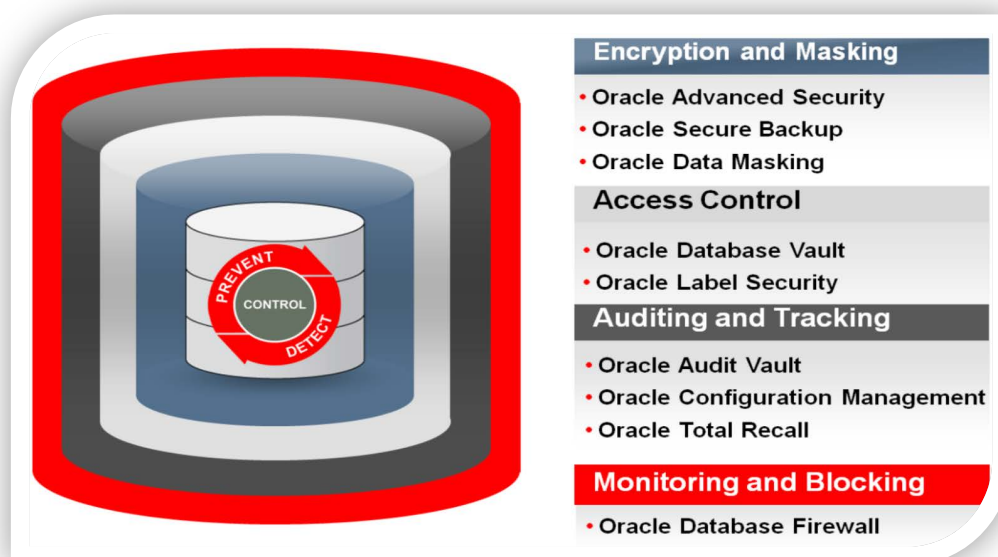 PREVENT
CONTROL
DETECT
Encryption and Masking
• Oracle Advanced Security
• Oracle Secure Backup
• Oracle Data Masking
Access Control
• Oracle Database Vault
• Oracle Label Security
Auditing and Tracking
• Oracle Audit Vault
• Oracle Configuration Management
• Oracle Total Recall
Monitoring and Blocking
• Oracle Database Firewall